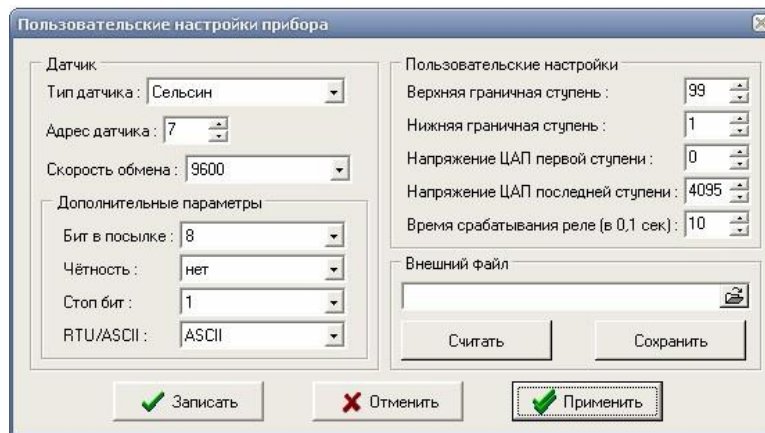 Пользовательские настройки прибора
Датчик
Тип датчика : Сельсин
Адрес датчика : 7
Скорость обмена : 9600
Дополнительные параметры
Бит в посылке : 8
Чётность : нет
Стоп бит : 1
RTU/ASCII : ASCII
Пользовательские настройки
Верхняя граничная ступень : 99
Нижняя граничная ступень : 1
Напряжение ЦАП первой ступени : 0
Напряжение ЦАП последней ступени : 4095
Время срабатывания реле (в 0,1 сек) : 10
Внешний файл
Считать Сохранить
Записать Отменить Применить